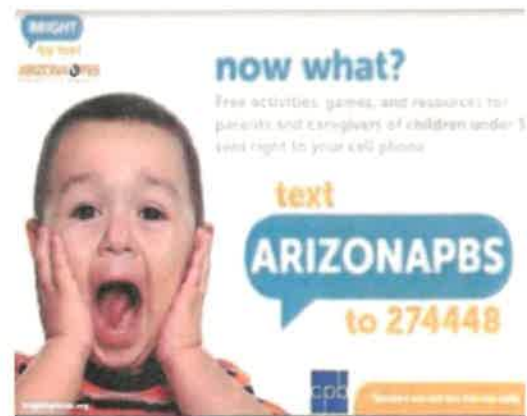 BRIGHT
by text
ARIZONA PBS
now what?
Free activities, games, and resources for
parents and caregivers of children under 5
sent right to your cell phone
text
ARIZONAPBS
to 274448
cpb